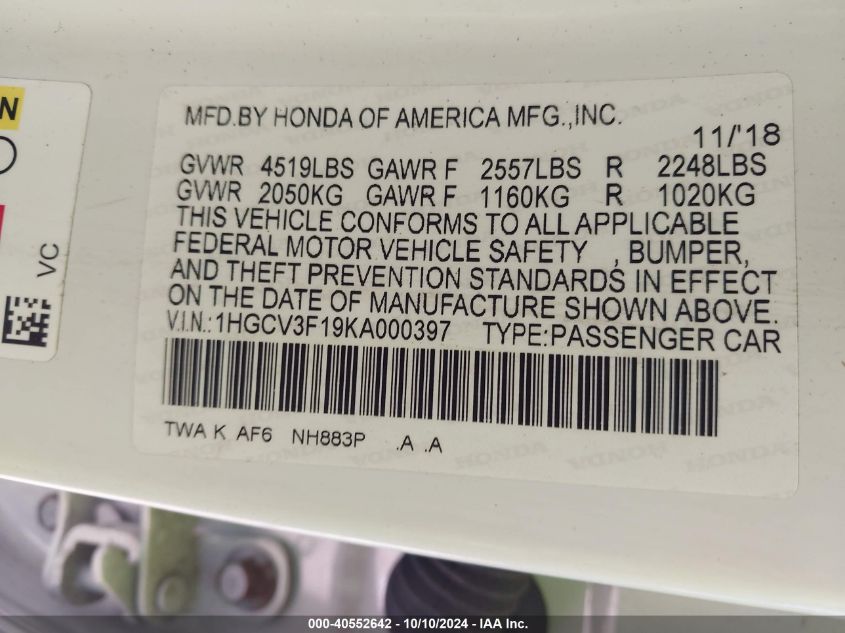 MFD.BY HONDA OF AMERICA MFG.,INC.
11/'18
GVWR 4519LBS GAWR F 2557LBS R 2248LBS
GVWR 2050KG GAWR F 1160KG R 1020KG
THIS VEHICLE CONFORMS TO ALL APPLICABLE
FEDERAL MOTOR VEHICLE SAFETY , BUMPER,
AND THEFT PREVENTION STANDARDS IN EFFECT
ON THE DATE OF MANUFACTURE SHOWN ABOVE.
V.I.N.:1HGCV3F19KA000397 TYPE:PASSENGER CAR
TWA K AF6 NH883P .A .A
N
VC
000-40552642 / 10/10/2024 - IAA Inc.